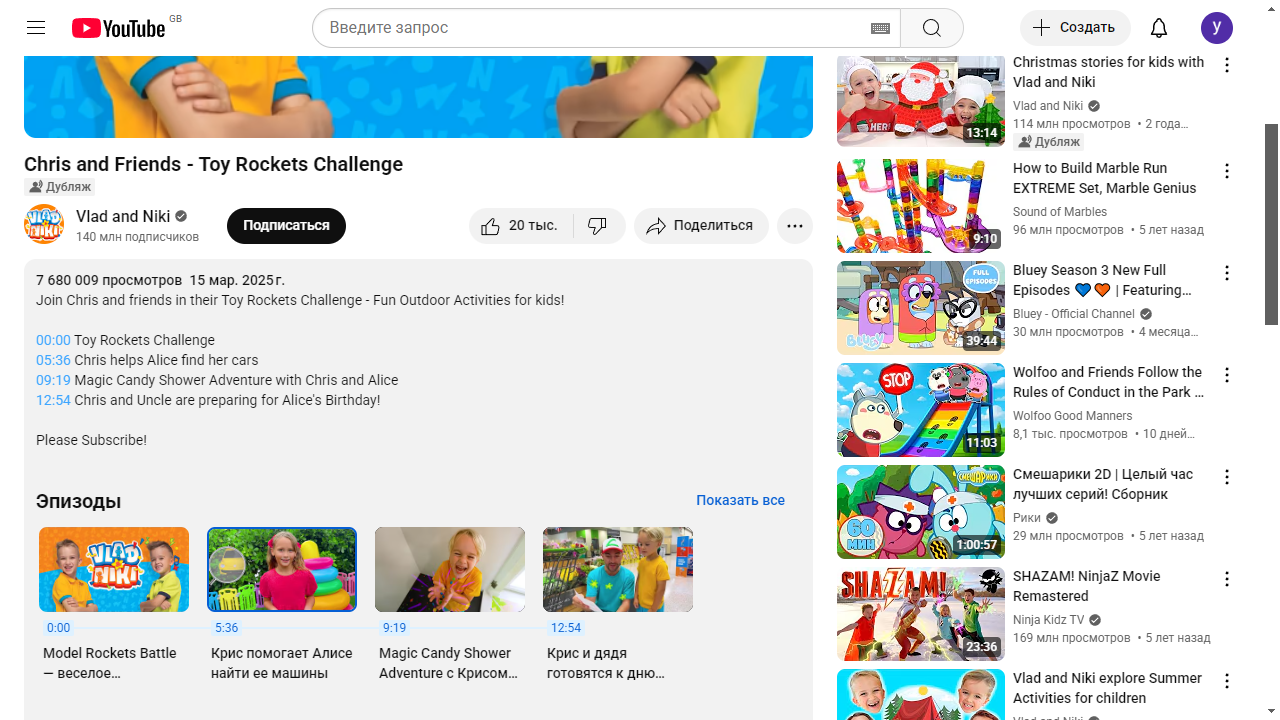 YouTube
GB
Введите запрос
Создать
у
Chris and Friends - Toy Rockets Challenge
Дубляж
Vlad and Niki
140 млн подписчиков
Подписаться
20 тыс.
Поделиться
7 680 009 просмотров 15 мар. 2025 г.
Join Chris and friends in their Toy Rockets Challenge - Fun Outdoor Activities for kids!
00:00 Toy Rockets Challenge
05:36 Chris helps Alice find her cars
09:19 Magic Candy Shower Adventure with Chris and Alice
12:54 Chris and Uncle are preparing for Alice's Birthday!
Please Subscribe!
Эпизоды
Показать все
VLAD
NIKI
0:00
5:36
9:19
12:54
Model Rockets Battle
— веселое…
Крис помогает Алисе
найти ее машины
Magic Candy Shower
Adventure с Крисом…
Крис и дядя
готовятся к дню…
13:14
Christmas stories for kids with
Vlad and Niki
Vlad and Niki
114 млн просмотров • 2 года…
Дубляж
9:10
How to Build Marble Run
EXTREME Set, Marble Genius
Sound of Marbles
96 млн просмотров • 5 лет назад
FULL
EPISODES
BLUEY
39:44
Bluey Season 3 New Full
Episodes 💙🧡 | Featuring…
Bluey - Official Channel
30 млн просмотров • 4 месяца…
STOP
11:03
Wolfoo and Friends Follow the
Rules of Conduct in the Park …
Wolfoo Good Manners
8,1 тыс. просмотров • 10 дней…
СМЕШАРИКИ
60
МИН
1:00:57
Смешарики 2D | Целый час
лучших серий! Сборник
Рики
29 млн просмотров • 5 лет назад
SHAZAM!
23:36
SHAZAM! NinjaZ Movie
Remastered
Ninja Kidz TV
169 млн просмотров • 5 лет назад
Vlad and Niki explore Summer
Activities for children